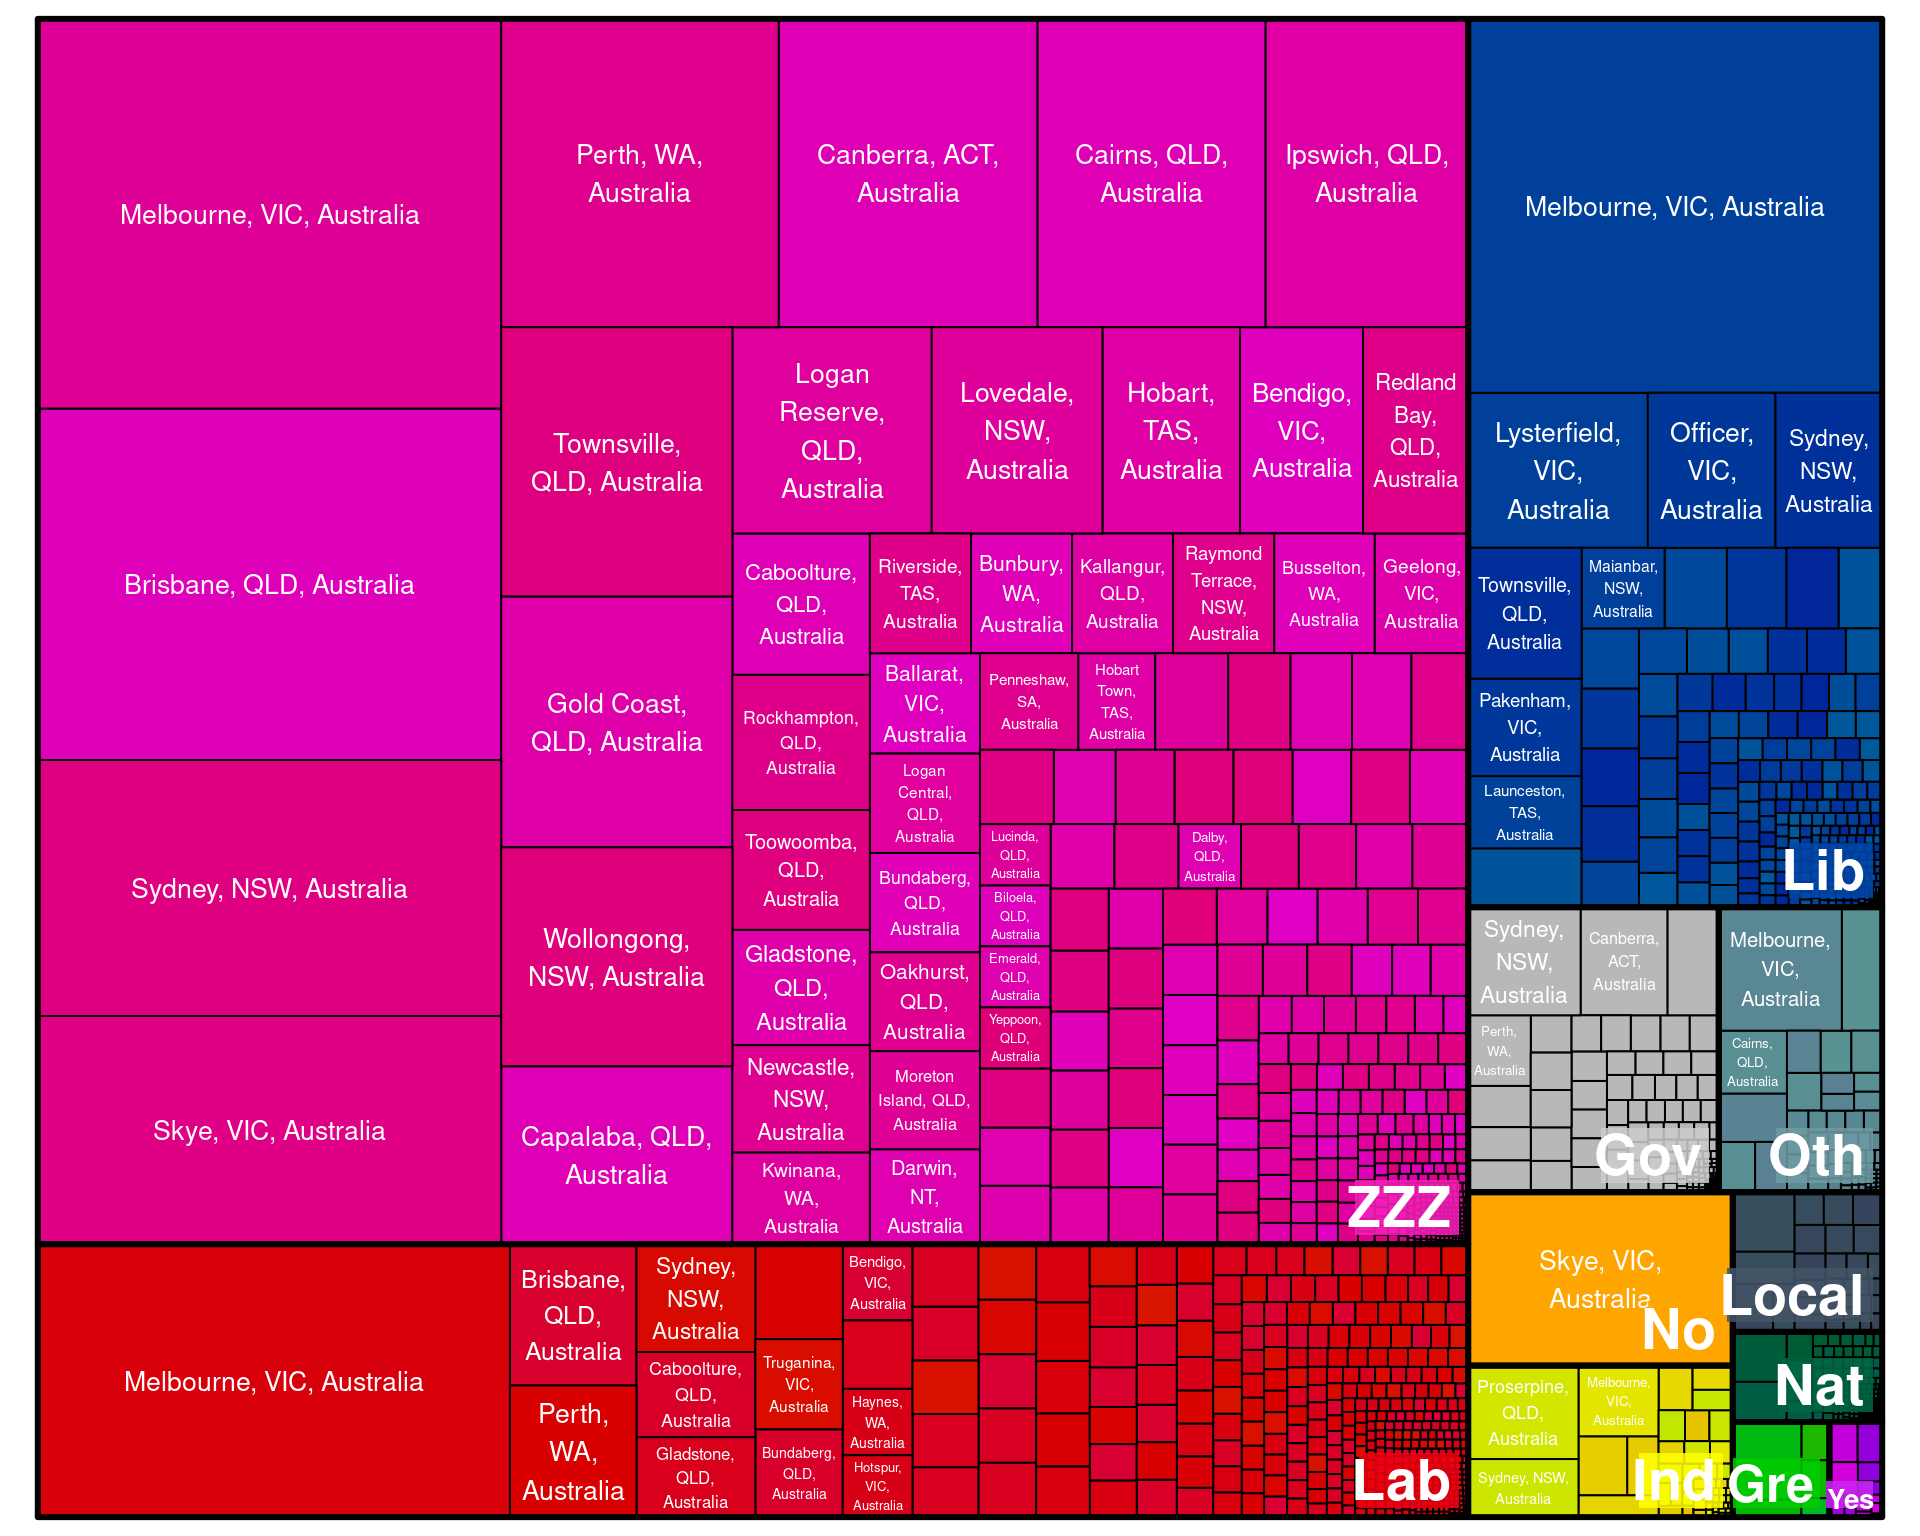 Melbourne, VIC, Australia
Brisbane, QLD, Australia
Sydney, NSW, Australia
Skye, VIC, Australia
Perth, WA,
Australia
Canberra, ACT,
Australia
Cairns, QLD,
Australia
Ipswich, QLD,
Australia
Townsville,
QLD, Australia
Gold Coast,
QLD, Australia
Wollongong,
NSW, Australia
Capalaba, QLD,
Australia
Logan
Reserve,
QLD,
Australia
Lovedale,
NSW,
Australia
Hobart,
TAS,
Australia
Bendigo,
VIC,
Australia
Redland
Bay,
QLD,
Australia
Caboolture,
QLD,
Australia
Rockhampton,
QLD,
Australia
Toowoomba,
QLD,
Australia
Gladstone,
QLD,
Australia
Newcastle,
NSW,
Australia
Kwinana,
WA,
Australia
Riverside,
TAS,
Australia
Bunbury,
WA,
Australia
Kallangur,
QLD,
Australia
Raymond
Terrace,
NSW,
Australia
Busselton,
WA,
Australia
Geelong,
VIC,
Australia
Ballarat,
VIC,
Australia
Logan
Central,
QLD,
Australia
Bundaberg,
QLD,
Australia
Oakhurst,
QLD,
Australia
Moreton
Island, QLD,
Australia
Darwin,
NT,
Australia
Penneshaw,
SA,
Australia
Hobart
Town,
TAS,
Australia
Lucinda,
QLD,
Australia
Biloela,
QLD,
Australia
Emerald,
QLD,
Australia
Yeppoon,
QLD,
Australia
Dalby,
QLD,
Australia
ZZZ
Melbourne, VIC, Australia
Brisbane,
QLD,
Australia
Perth,
WA,
Australia
Sydney,
NSW,
Australia
Caboolture,
QLD,
Australia
Gladstone,
QLD,
Australia
Truganina,
VIC,
Australia
Bundaberg,
QLD,
Australia
Bendigo,
VIC,
Australia
Haynes,
WA,
Australia
Hotspur,
VIC,
Australia
Lab
Melbourne, VIC, Australia
Lysterfield,
VIC,
Australia
Officer,
VIC,
Australia
Sydney,
NSW,
Australia
Townsville,
QLD,
Australia
Pakenham,
VIC,
Australia
Launceston,
TAS,
Australia
Maianbar,
NSW,
Australia
Lib
Sydney,
NSW,
Australia
Canberra,
ACT,
Australia
Perth,
WA,
Australia
Gov
Melbourne,
VIC,
Australia
Cairns,
QLD,
Australia
Oth
Skye, VIC,
Australia
No
Local
Nat
Proserpine,
QLD,
Australia
Sydney, NSW,
Australia
Melbourne,
VIC,
Australia
Ind
Gre
Yes